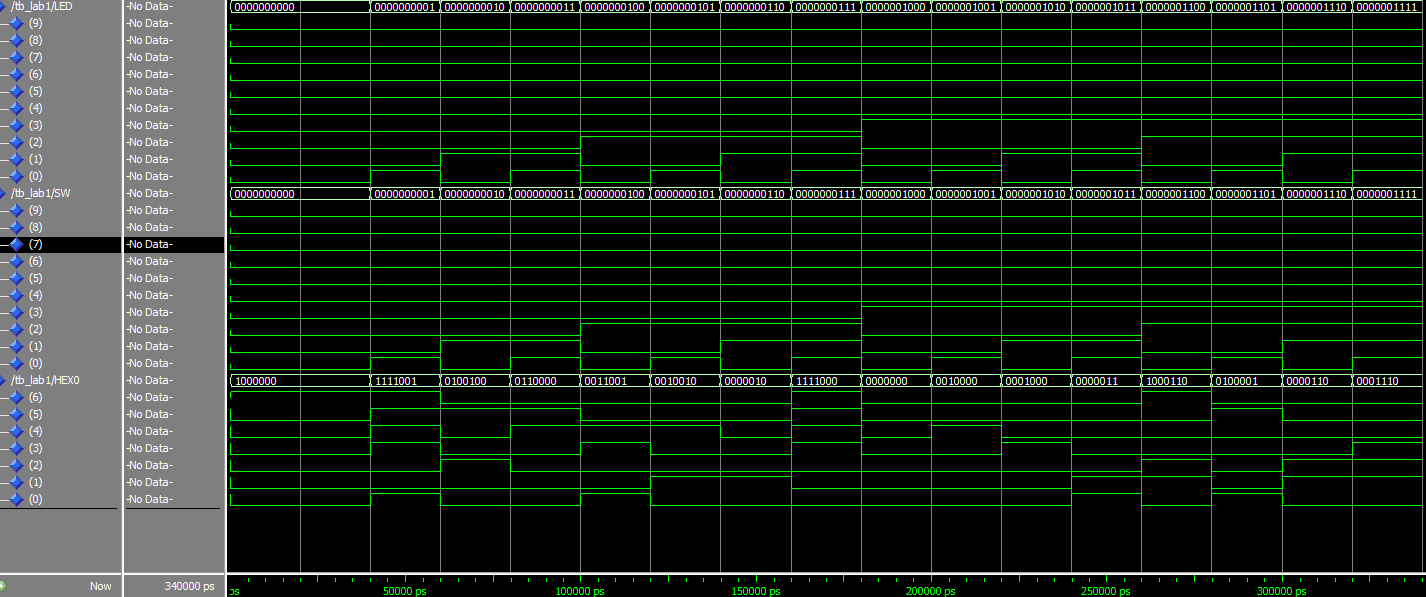 /tb_lab1/LED -No Data- 0000000000 0000000001 0000000010 0000000011 0000000100 0000000101 0000000110 0000000111 0000001000 0000001001 0000001010 0000001011 0000001100 0000001101 0000001110 0000001111
(9) -No Data-
(8) -No Data-
(7) -No Data-
(6) -No Data-
(5) -No Data-
(4) -No Data-
(3) -No Data-
(2) -No Data-
(1) -No Data-
(0) -No Data-
/tb_lab1/SW -No Data- 0000000000 0000000001 0000000010 0000000011 0000000100 0000000101 0000000110 0000000111 0000001000 0000001001 0000001010 0000001011 0000001100 0000001101 0000001110 0000001111
(9) -No Data-
(8) -No Data-
(7) -No Data-
(6) -No Data-
(5) -No Data-
(4) -No Data-
(3) -No Data-
(2) -No Data-
(1) -No Data-
(0) -No Data-
/tb_lab1/HEX0 -No Data- 1000000 1111001 0100100 0110000 0011001 0010010 0000010 1111000 0000000 0010000 0001000 0000011 1000110 0100001 0000110 0001110
(6) -No Data-
(5) -No Data-
(4) -No Data-
(3) -No Data-
(2) -No Data-
(1) -No Data-
(0) -No Data-
Now 340000 ps ps 50000 ps 100000 ps 150000 ps 200000 ps 250000 ps 300000 ps